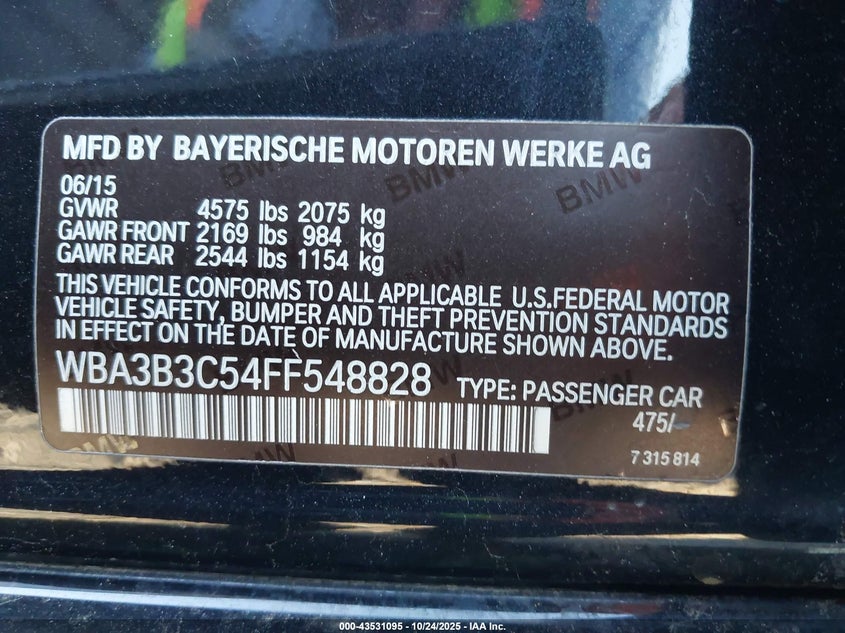 MFD BY BAYERISCHE MOTOREN WERKE AG
06/15
GVWR 4575 lbs 2075 kg
GAWR FRONT 2169 lbs 984 kg
GAWR REAR 2544 lbs 1154 kg
THIS VEHICLE CONFORMS TO ALL APPLICABLE U.S.FEDERAL MOTOR
VEHICLE SAFETY, BUMPER AND THEFT PREVENTION STANDARDS
IN EFFECT ON THE DATE OF MANUFACTURE SHOWN ABOVE.
WBA3B3C54FF548828 TYPE: PASSENGER CAR
475/-
7 315 814
000-43531095 - 10/24/2025 - IAA Inc.